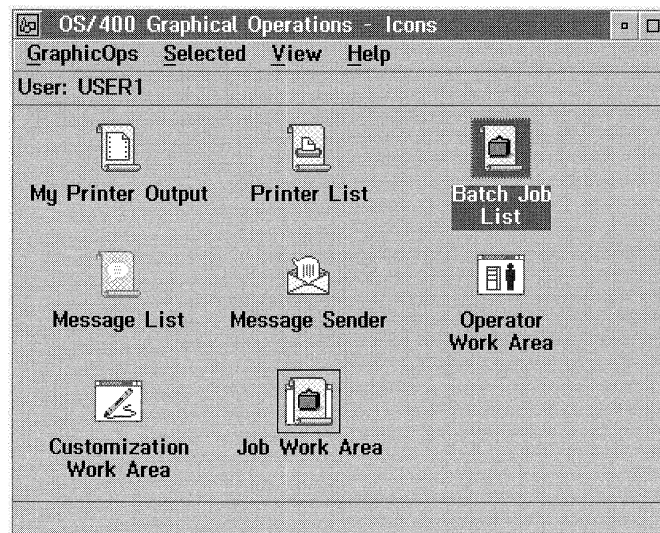 OS/400 Graphical Operations - Icons
GraphicOps Selected View Help
User: USER1
My Printer Output
Printer List
Batch Job
List
Message List
Message Sender
Operator
Work Area
Customization
Work Area
Job Work Area